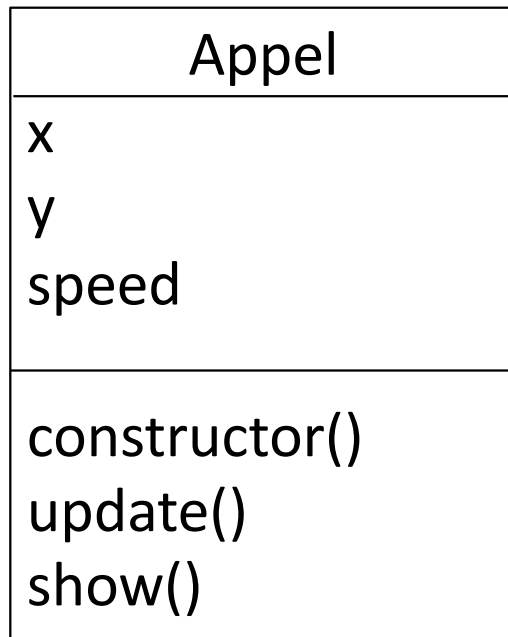 Appel
x
y
speed
constructor()
update()
show()